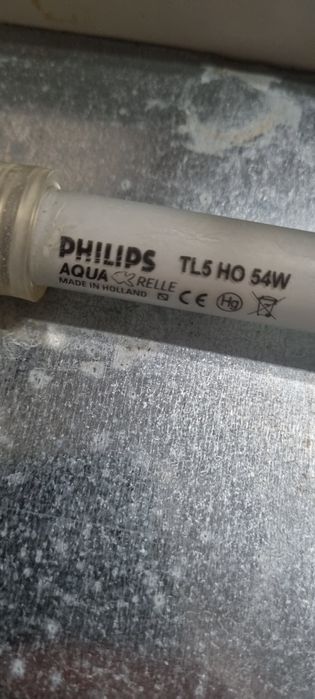 PHILIPS TL5 HO 54W
AQUA RELLE
MADE IN HOLLAND CE Hg